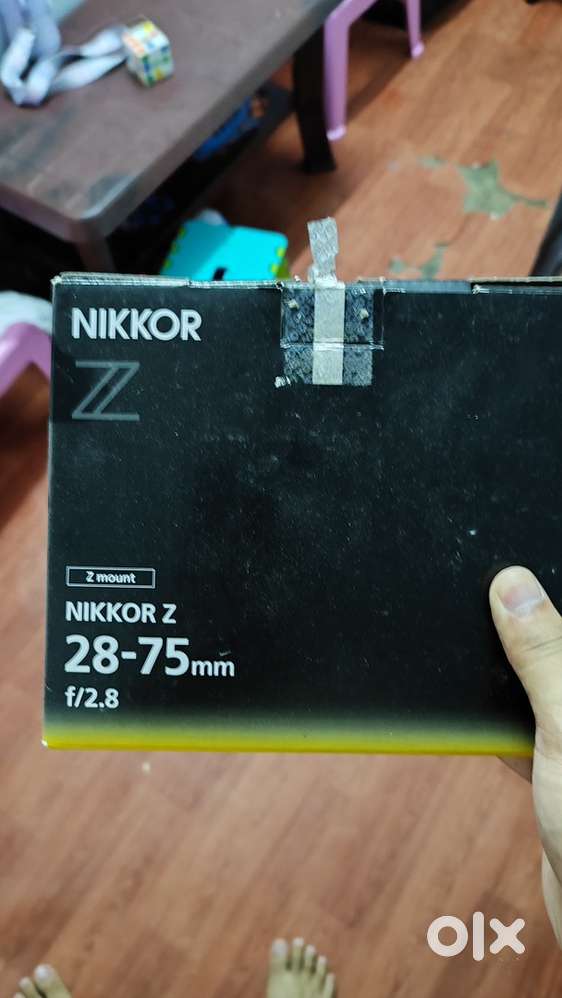 NIKKOR
Z
Z mount
NIKKOR Z
28-75mm
f/2.8
olx